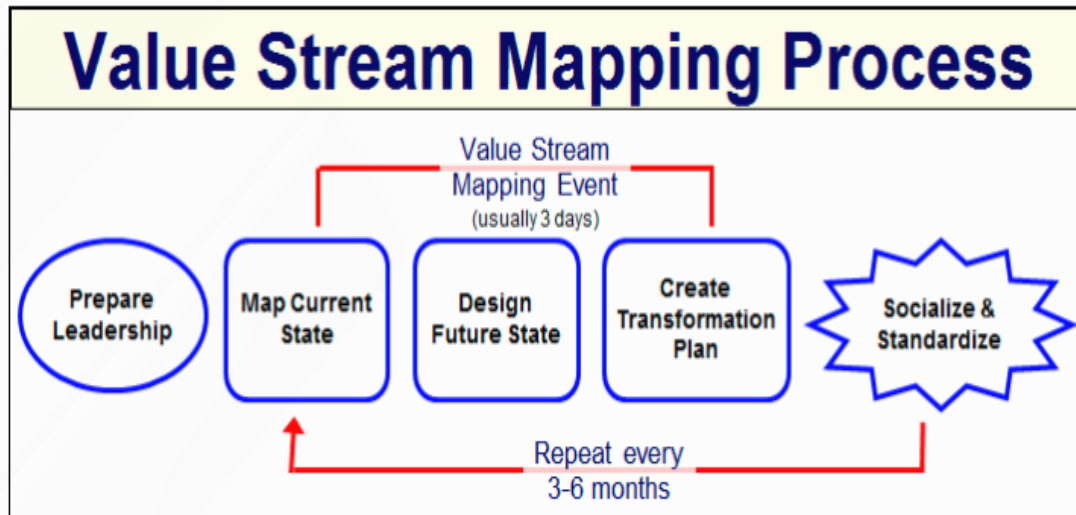 Value Stream Mapping Process
Value Stream
Mapping Event
(usually 3 days)
Prepare
Leadership
Map Current
State
Design
Future State
Create
Transformation
Plan
Socialize &
Standardize
Repeat every
3-6 months